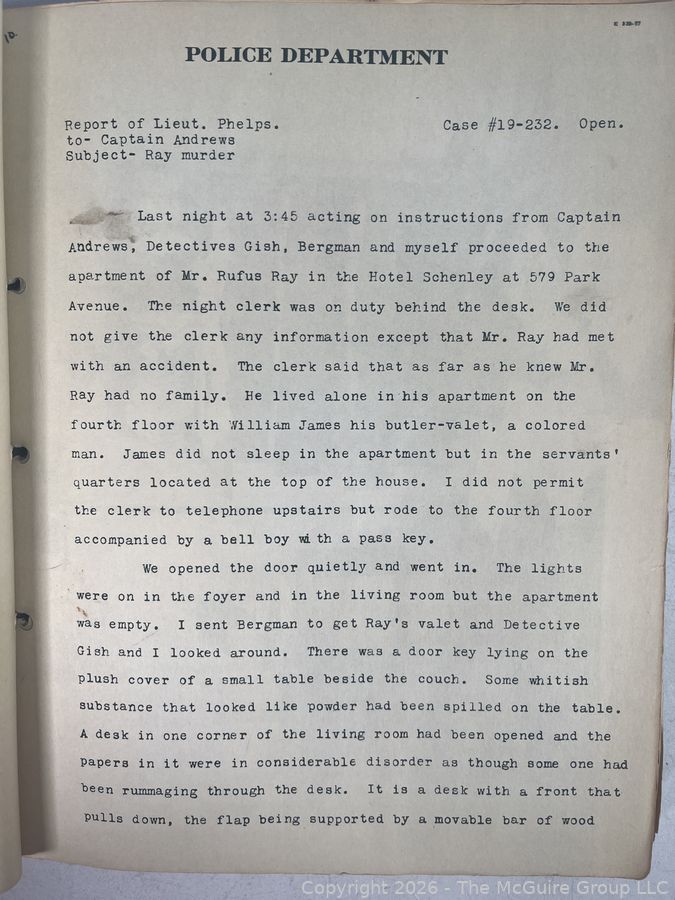 10.
POLICE DEPARTMENT
Report of Lieut. Phelps. Case #19-232. Open.
to- Captain Andrews
Subject- Ray murder
Last night at 3:45 acting on instructions from Captain
Andrews, Detectives Gish, Bergman and myself proceeded to the
apartment of Mr. Rufus Ray in the Hotel Schenley at 579 Park
Avenue. The night clerk was on duty behind the desk. We did
not give the clerk any information except that Mr. Ray had met
with an accident. The clerk said that as far as he knew Mr.
Ray had no family. He lived alone in his apartment on the
fourth floor with William James his butler-valet, a colored
man. James did not sleep in the apartment but in the servants'
quarters located at the top of the house. I did not permit
the clerk to telephone upstairs but rode to the fourth floor
accompanied by a bell boy with a pass key.
We opened the door quietly and went in. The lights
were on in the foyer and in the living room but the apartment
was empty. I sent Bergman to get Ray's valet and Detective
Gish and I looked around. There was a door key lying on the
plush cover of a small table beside the couch. Some whitish
substance that looked like powder had been spilled on the table.
A desk in one corner of the living room had been opened and the
papers in it were in considerable disorder as though some one had
been rummaging through the desk. It is a desk with a front that
pulls down, the flap being supported by a movable bar of wood
Copyright 2026 - The McGuire Group LLC